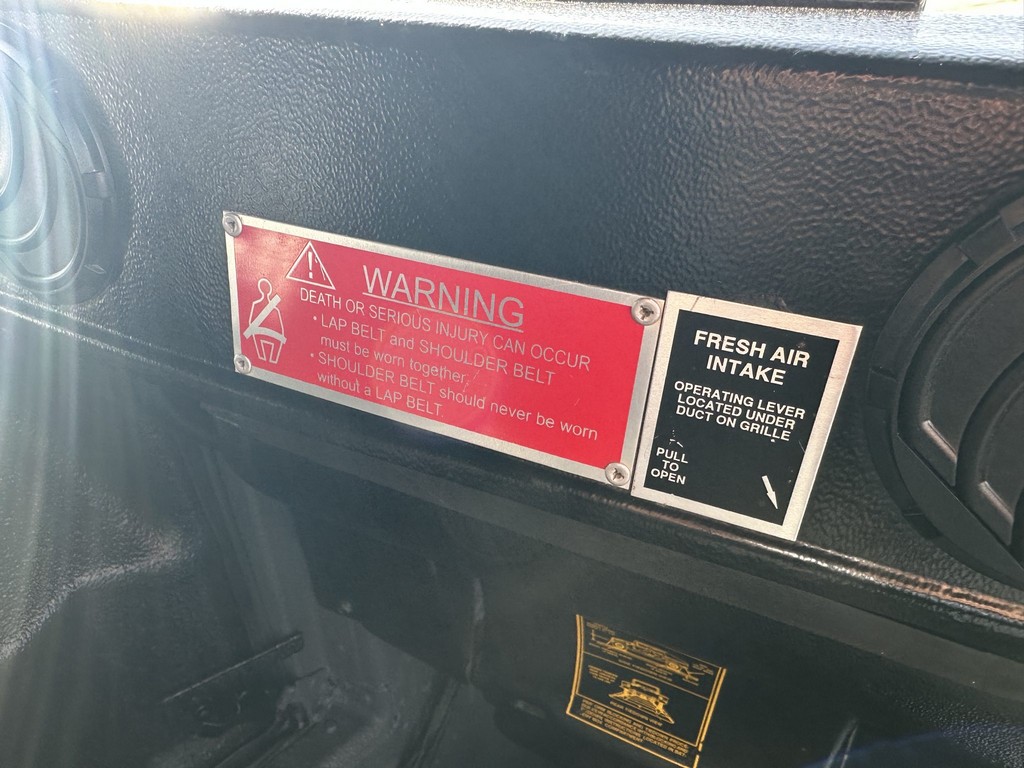 WARNING
DEATH OR SERIOUS INJURY CAN OCCUR
• LAP BELT and SHOULDER BELT
must be worn together.
• SHOULDER BELT should never be worn
without a LAP BELT.
FRESH AIR
INTAKE
OPERATING LEVER
LOCATED UNDER
DUCT ON GRILLE
PULL
TO
OPEN